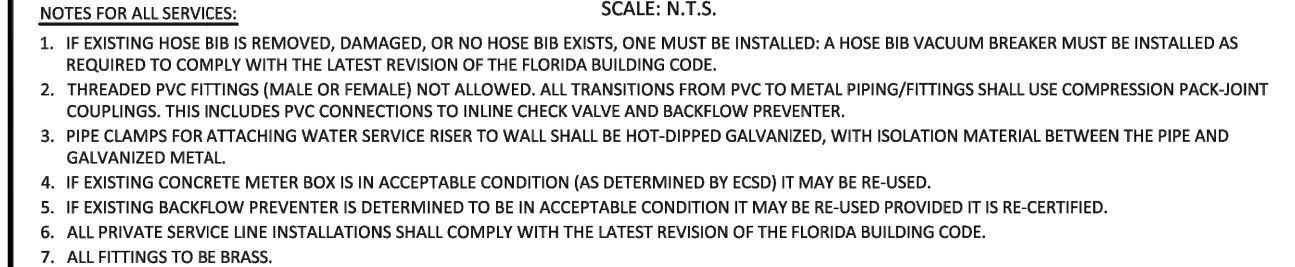 SCALE: N.T.S.
NOTES FOR ALL SERVICES:
1. IF EXISTING HOSE BIB IS REMOVED, DAMAGED, OR NO HOSE BIB EXISTS, ONE MUST BE INSTALLED: A HOSE BIB VACUUM BREAKER MUST BE INSTALLED AS
REQUIRED TO COMPLY WITH THE LATEST REVISION OF THE FLORIDA BUILDING CODE.
2. THREADED PVC FITTINGS (MALE OR FEMALE) NOT ALLOWED. ALL TRANSITIONS FROM PVC TO METAL PIPING/FITTINGS SHALL USE COMPRESSION PACK-JOINT
COUPLINGS. THIS INCLUDES PVC CONNECTIONS TO INLINE CHECK VALVE AND BACKFLOW PREVENTER.
3. PIPE CLAMPS FOR ATTACHING WATER SERVICE RISER TO WALL SHALL BE HOT-DIPPED GALVANIZED, WITH ISOLATION MATERIAL BETWEEN THE PIPE AND
GALVANIZED METAL.
4. IF EXISTING CONCRETE METER BOX IS IN ACCEPTABLE CONDITION (AS DETERMINED BY ECSD) IT MAY BE RE-USED.
5. IF EXISTING BACKFLOW PREVENTER IS DETERMINED TO BE IN ACCEPTABLE CONDITION IT MAY BE RE-USED PROVIDED IT IS RE-CERTIFIED.
6. ALL PRIVATE SERVICE LINE INSTALLATIONS SHALL COMPLY WITH THE LATEST REVISION OF THE FLORIDA BUILDING CODE.
7. ALL FITTINGS TO BE BRASS.